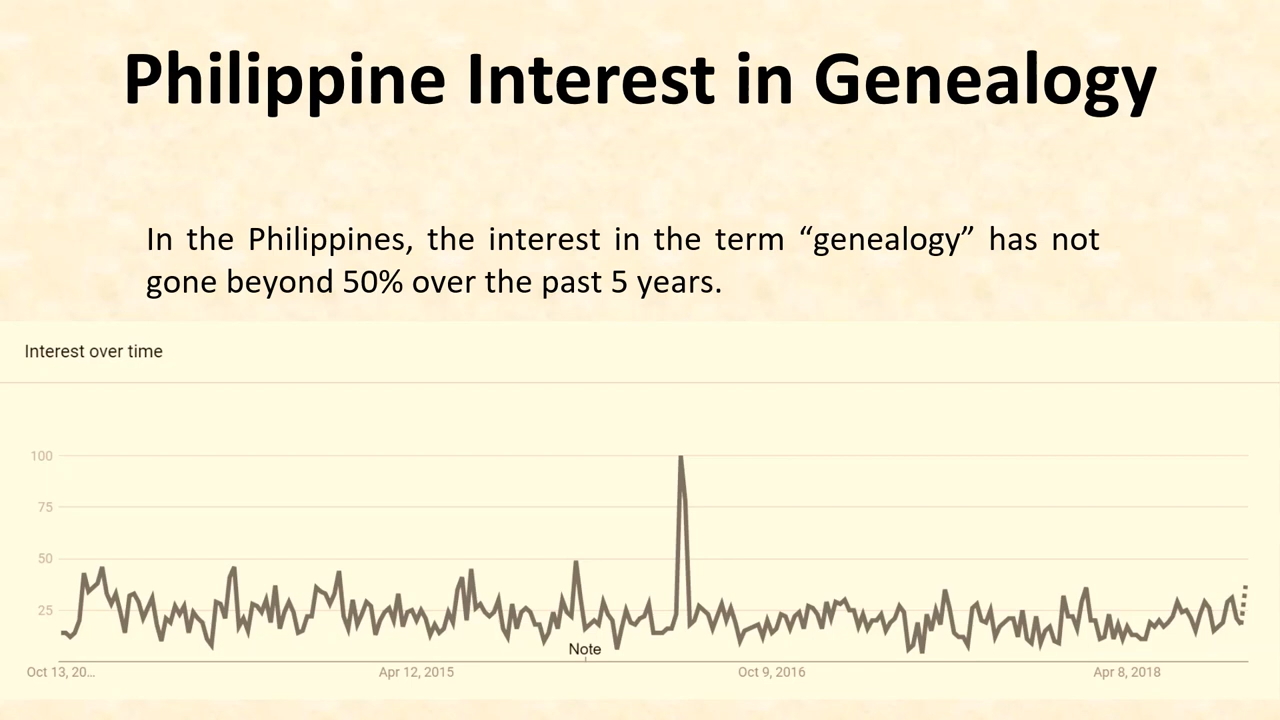 Philippine Interest in Genealogy
In the Philippines, the interest in the term “genealogy” has not
gone beyond 50% over the past 5 years.
Interest over time
100
75
50
25
Note
Oct 13, 20... Apr 12, 2015 Oct 9, 2016 Apr 8, 2018